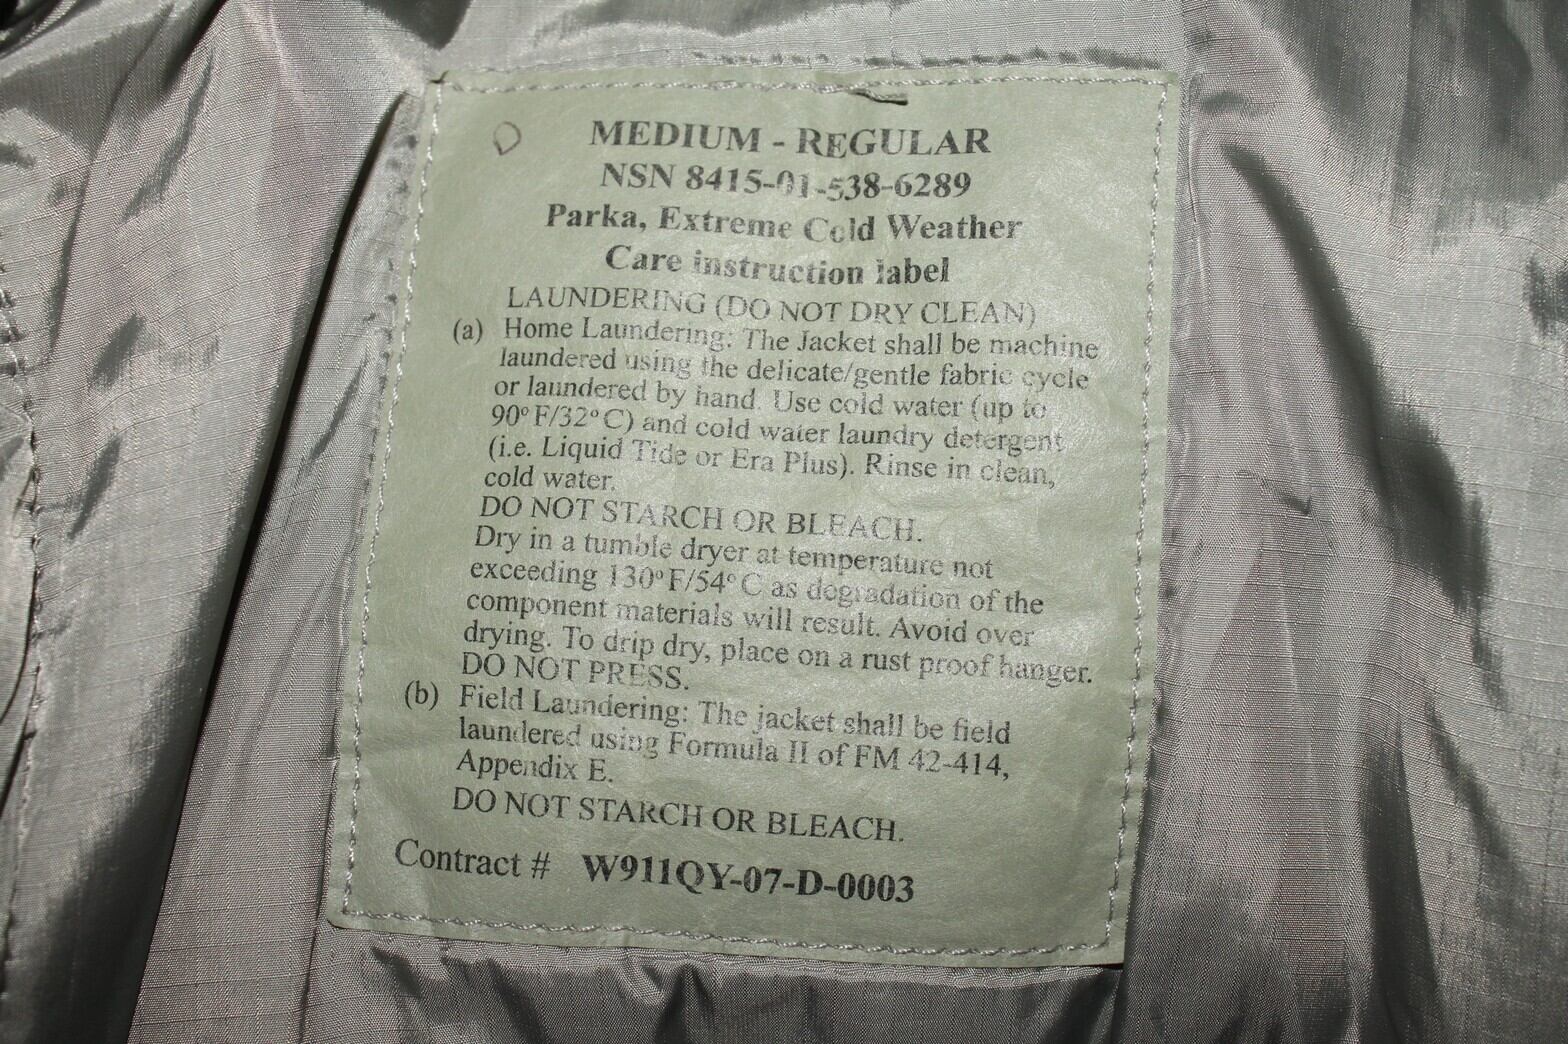 MEDIUM - REGULAR
NSN 8415-01-538-6289
Parka, Extreme Cold Weather
Care instruction label
LAUNDERING (DO NOT DRY CLEAN)
(a) Home Laundering: The Jacket shall be machine
laundered using the delicate/gentle fabric cycle
or laundered by hand. Use cold water (up to
90° F/32° C) and cold water laundry detergent
(i.e. Liquid Tide or Era Plus). Rinse in clean,
cold water.
DO NOT STARCH OR BLEACH.
Dry in a tumble dryer at temperature not
exceeding 130° F/54° C as degradation of the
component materials will result. Avoid over
drying. To drip dry, place on a rust proof hanger.
DO NOT PRESS.
(b) Field Laundering: The jacket shall be field
laundered using Formula II of FM 42-414,
Appendix E.
DO NOT STARCH OR BLEACH.
Contract # W911QY-07-D-0003